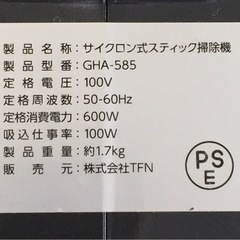 製品名称：サイクロン式スティック掃除機
製品型番：GHA-585
定格電圧：100V
定格周波数：50-60Hz
定格消費電力：600W
吸込仕事率：100W
製品重量：約1.7kg
販売元：株式会社TFN
PS
E